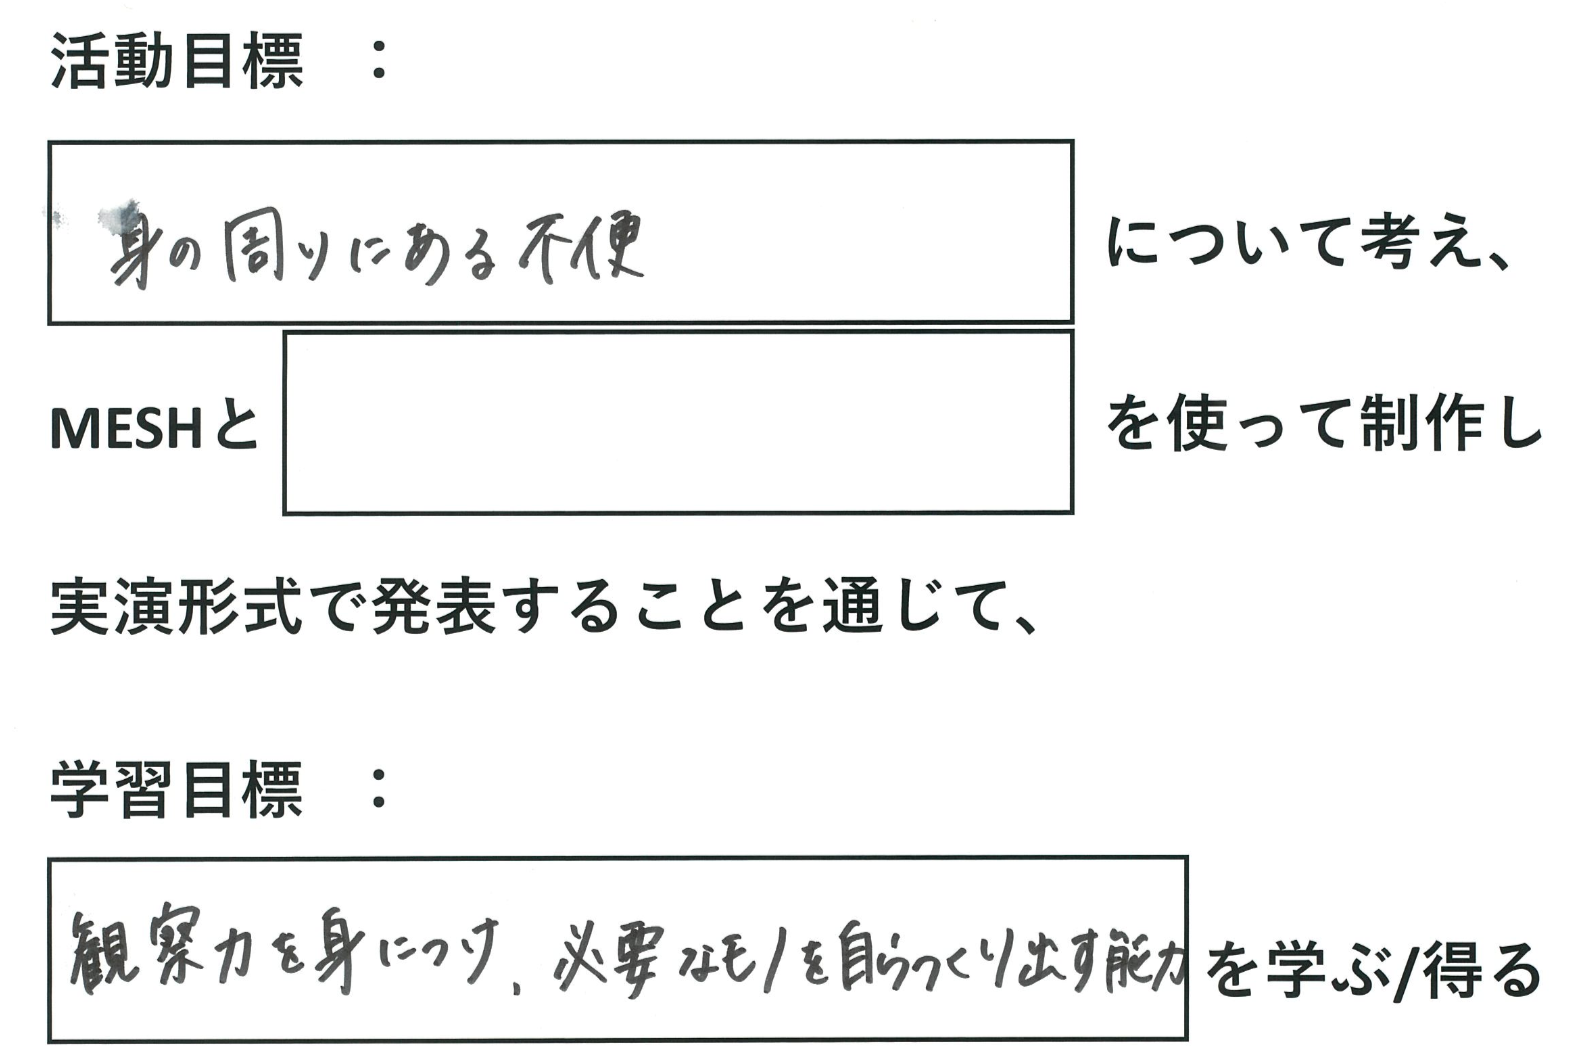 活動目標　：
身の周りにある不便 について考え、
MESHと を使って制作し
実演形式で発表することを通じて、
学習目標　：
観察力を身につけ、必要なモノを自らつくり出す能力 を学ぶ/得る